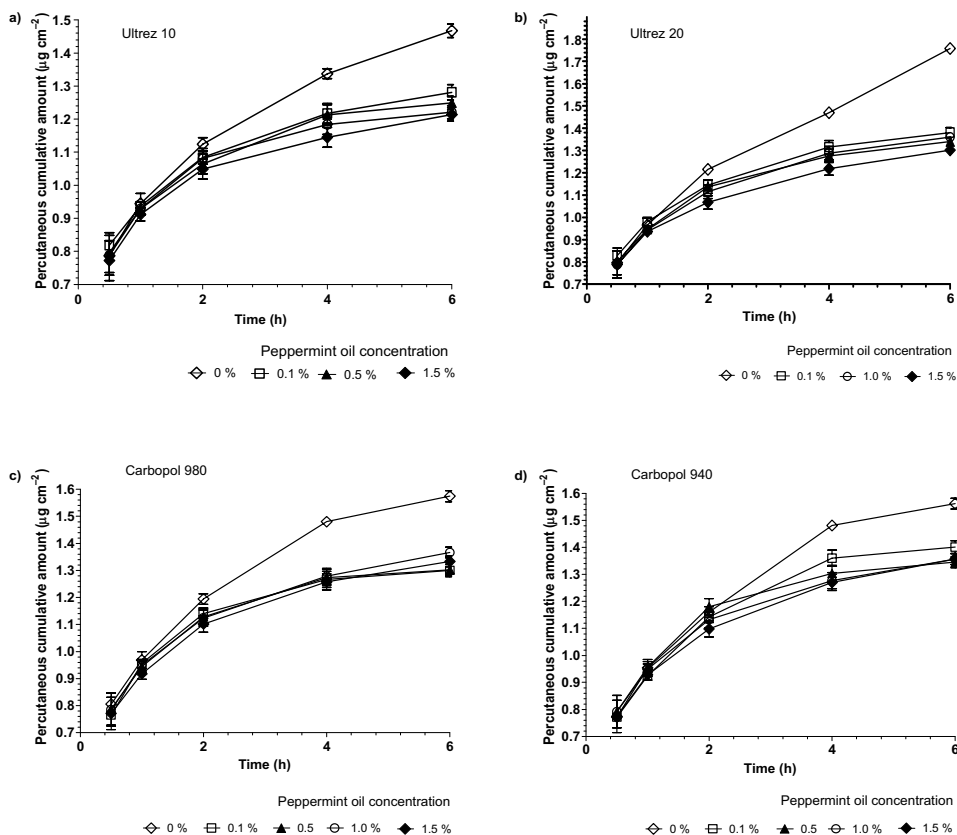 a)
Ultrez 10
Percutaneous cumulative amount (µg cm⁻²)
1.5
1.4
1.3
1.2
1.1
1.0
0.9
0.8
0.7
0 2 4 6
Time (h)
Peppermint oil concentration
0 % 0.1 % 0.5 % 1.5 %
b)
Ultrez 20
Percutaneous cumulative amount (µg cm⁻²)
1.8
1.7
1.5
1.4
1.3
1.2
1.0
0.9
0.8
0.7
0 2 4 6
Time (h)
Peppermint oil concentration
0 % 0.1 % 1.0 % 1.5 %
c)
Carbopol 980
Percutaneous cumulative amount (µg cm⁻²)
1.6
1.5
1.4
1.3
1.2
1.1
1.0
0.9
0.8
0.7
0 2 4 6
Time (h)
Peppermint oil concentration
0 % 0.1 % 0.5 1.0 % 1.5 %
d)
Carbopol 940
Percutaneous cumulative amount (µg cm⁻²)
1.6
1.5
1.4
1.3
1.2
1.1
1.0
0.9
0.8
0.7
0 2 4 6
Time (h)
Peppermint oil concentration
0 % 0.1 % 0.5 1.0 % 1.5 %